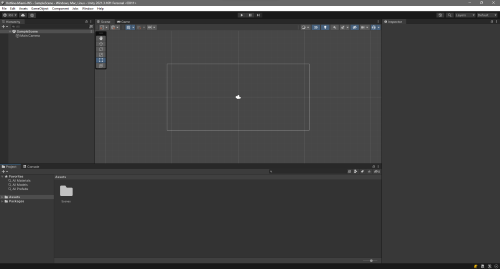 File Edit Assets GameObject Component Jobs Window Help
Hierarchy
Scene
Game
Inspector
SampleScene
Main Camera
Layers
Layout
Project
Console
Favorites
All Materials
All Models
All Prefabs
Assets
Packages
Assets
Scenes